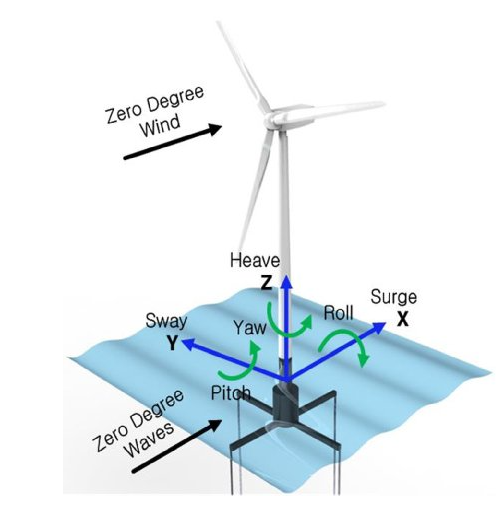 Zero Degree
Wind
Heave
Z
Surge
X
Roll
Sway
Y
Yaw
Pitch
Zero Degree
Waves